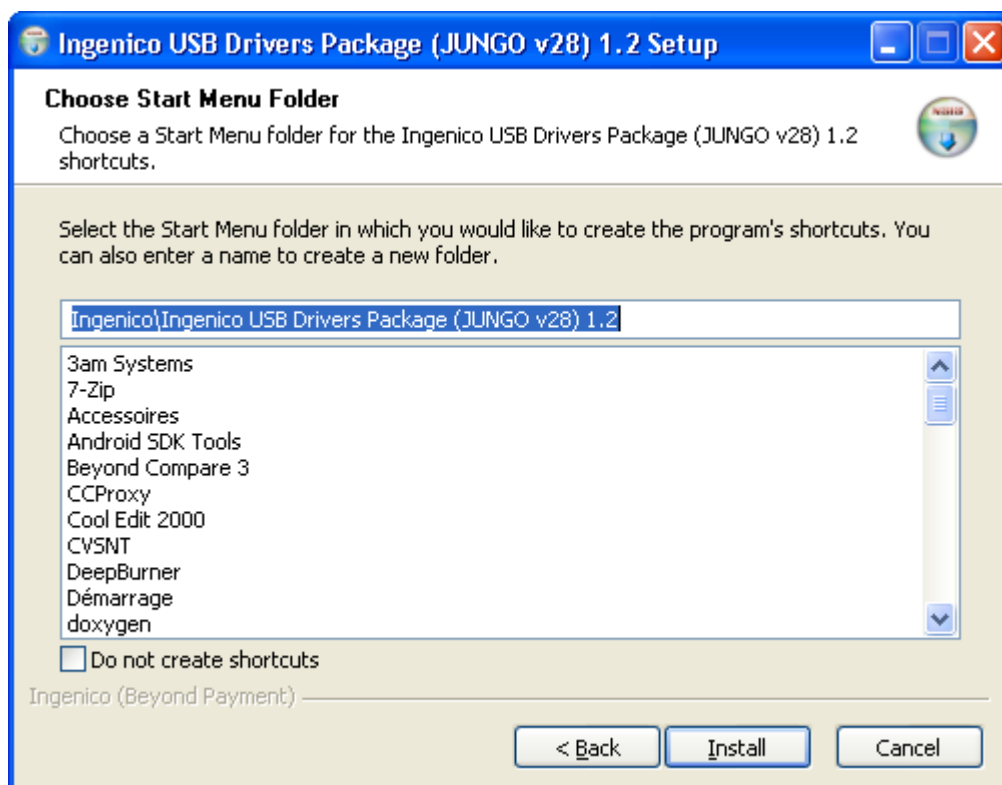 Ingenico USB Drivers Package (JUNGO v28) 1.2 Setup
Choose Start Menu Folder
Choose a Start Menu folder for the Ingenico USB Drivers Package (JUNGO v28) 1.2
shortcuts.
Select the Start Menu folder in which you would like to create the program's shortcuts. You
can also enter a name to create a new folder.
Ingenico\Ingenico USB Drivers Package (JUNGO v28) 1.2
3am Systems
7-Zip
Accessoires
Android SDK Tools
Beyond Compare 3
CCProxy
Cool Edit 2000
CVSNT
DeepBurner
Démarrage
doxygen
Do not create shortcuts
Ingenico (Beyond Payment)
< Back
Install
Cancel